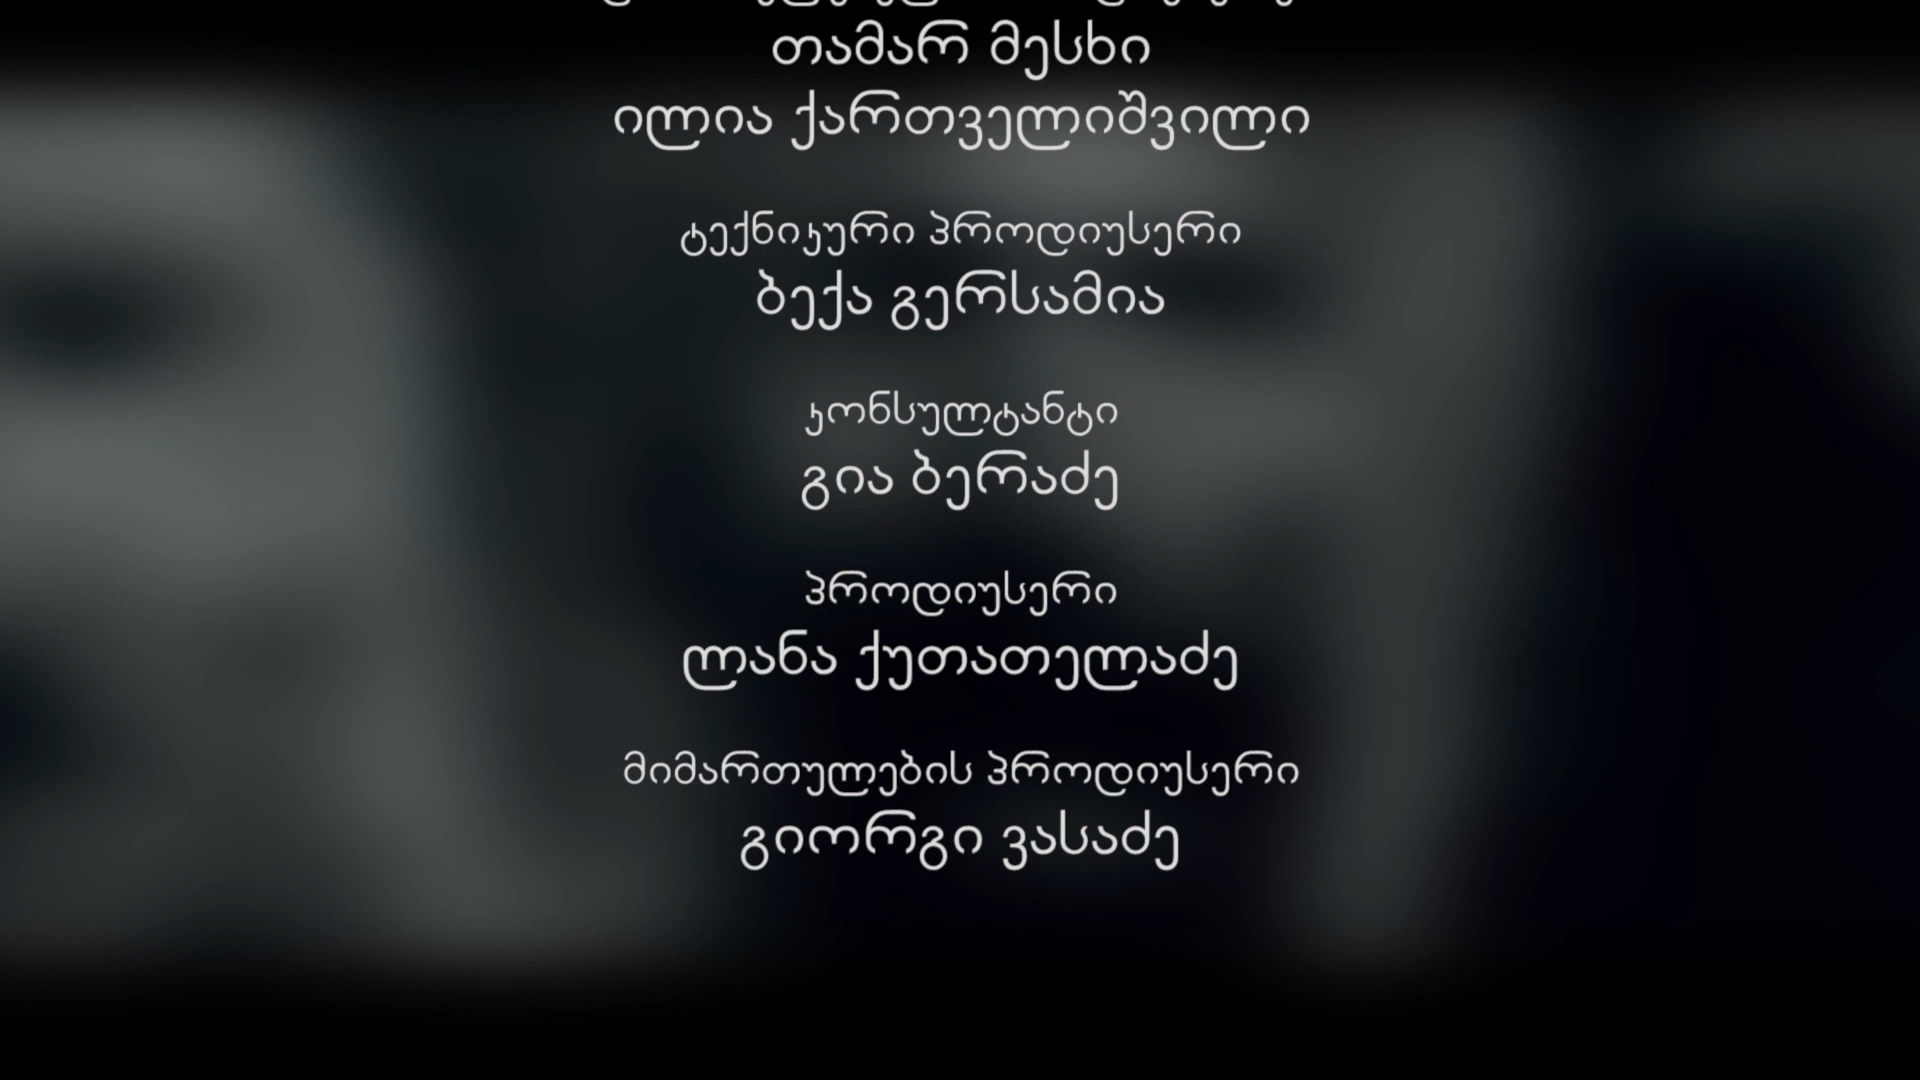 თამარ მესხი
ილია ქართველიშვილი
ტექნიკური პროდიუსერი
ბექა გერსამია
კონსულტანტი
გია ბერაძე
პროდიუსერი
ლანა ქუთათელაძე
მიმართულების პროდიუსერი
გიორგი ვასაძე